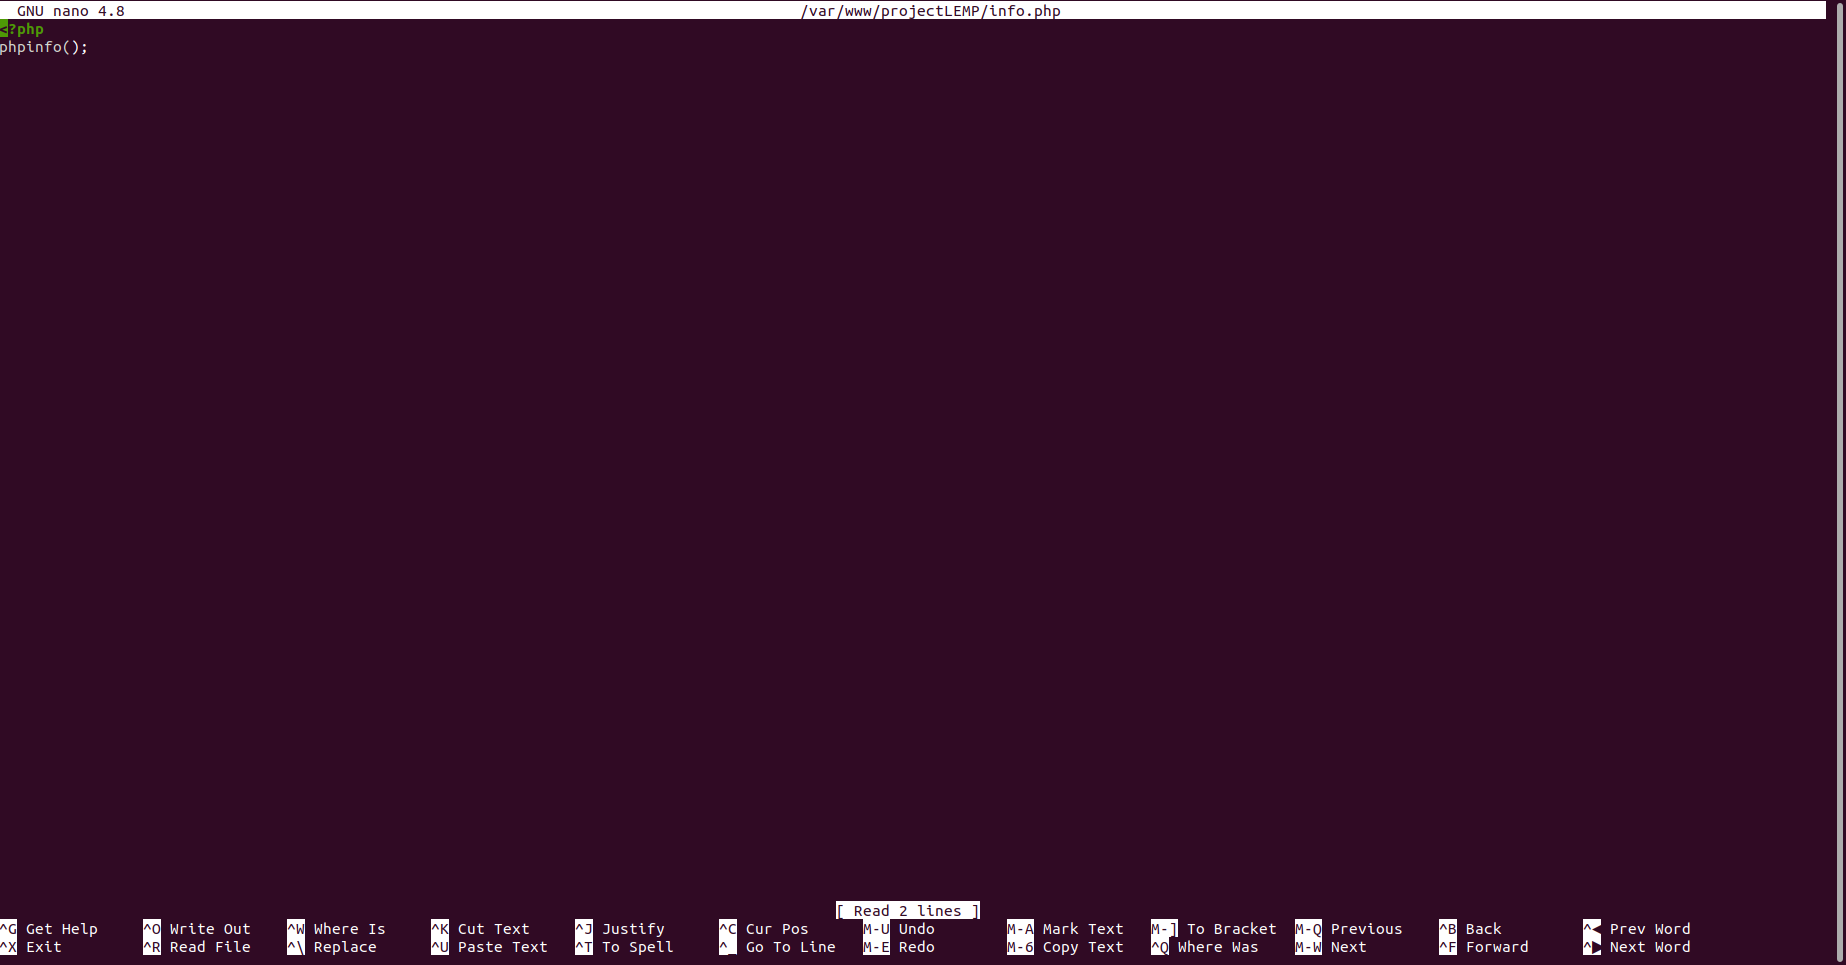 GNU nano 4.8 /var/www/projectLEMP/info.php
<?php
phpinfo();
[ Read 2 lines ]
^G Get Help ^O Write Out ^W Where Is ^K Cut Text ^J Justify ^C Cur Pos M-U Undo M-A Mark Text M-] To Bracket M-Q Previous ^B Back ^◀ Prev Word
^X Exit ^R Read File ^\ Replace ^U Paste Text ^T To Spell ^_ Go To Line M-E Redo M-6 Copy Text ^Q Where Was M-W Next ^F Forward ^▶ Next Word